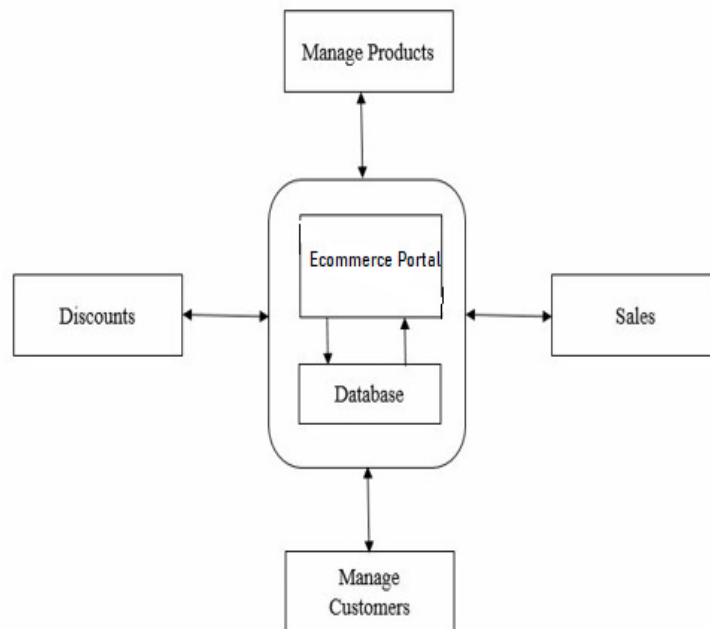 Manage Products
Ecommerce Portal
Discounts
Sales
Database
Manage
Customers